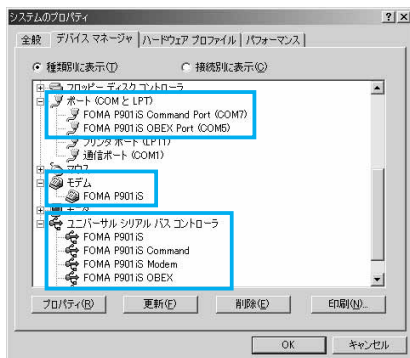 システムのプロパティ
全般 デバイス マネージャ ハードウェア プロファイル パフォーマンス
種類別に表示(T) 接続別に表示(C)
フロッピー ディスク コントローラ
ポート (COM と LPT)
FOMA P901iS Command Port (COM7)
FOMA P901iS OBEX Port (COM5)
プリンタ ポート (LPT1)
通信ポート (COM1)
マウス
モデム
FOMA P901iS
モニタ
ユニバーサル シリアル バス コントローラ
FOMA P901iS
FOMA P901iS Command
FOMA P901iS Modem
FOMA P901iS OBEX
プロパティ(R) 更新(F) 削除(E) 印刷(N)...
OK キャンセル